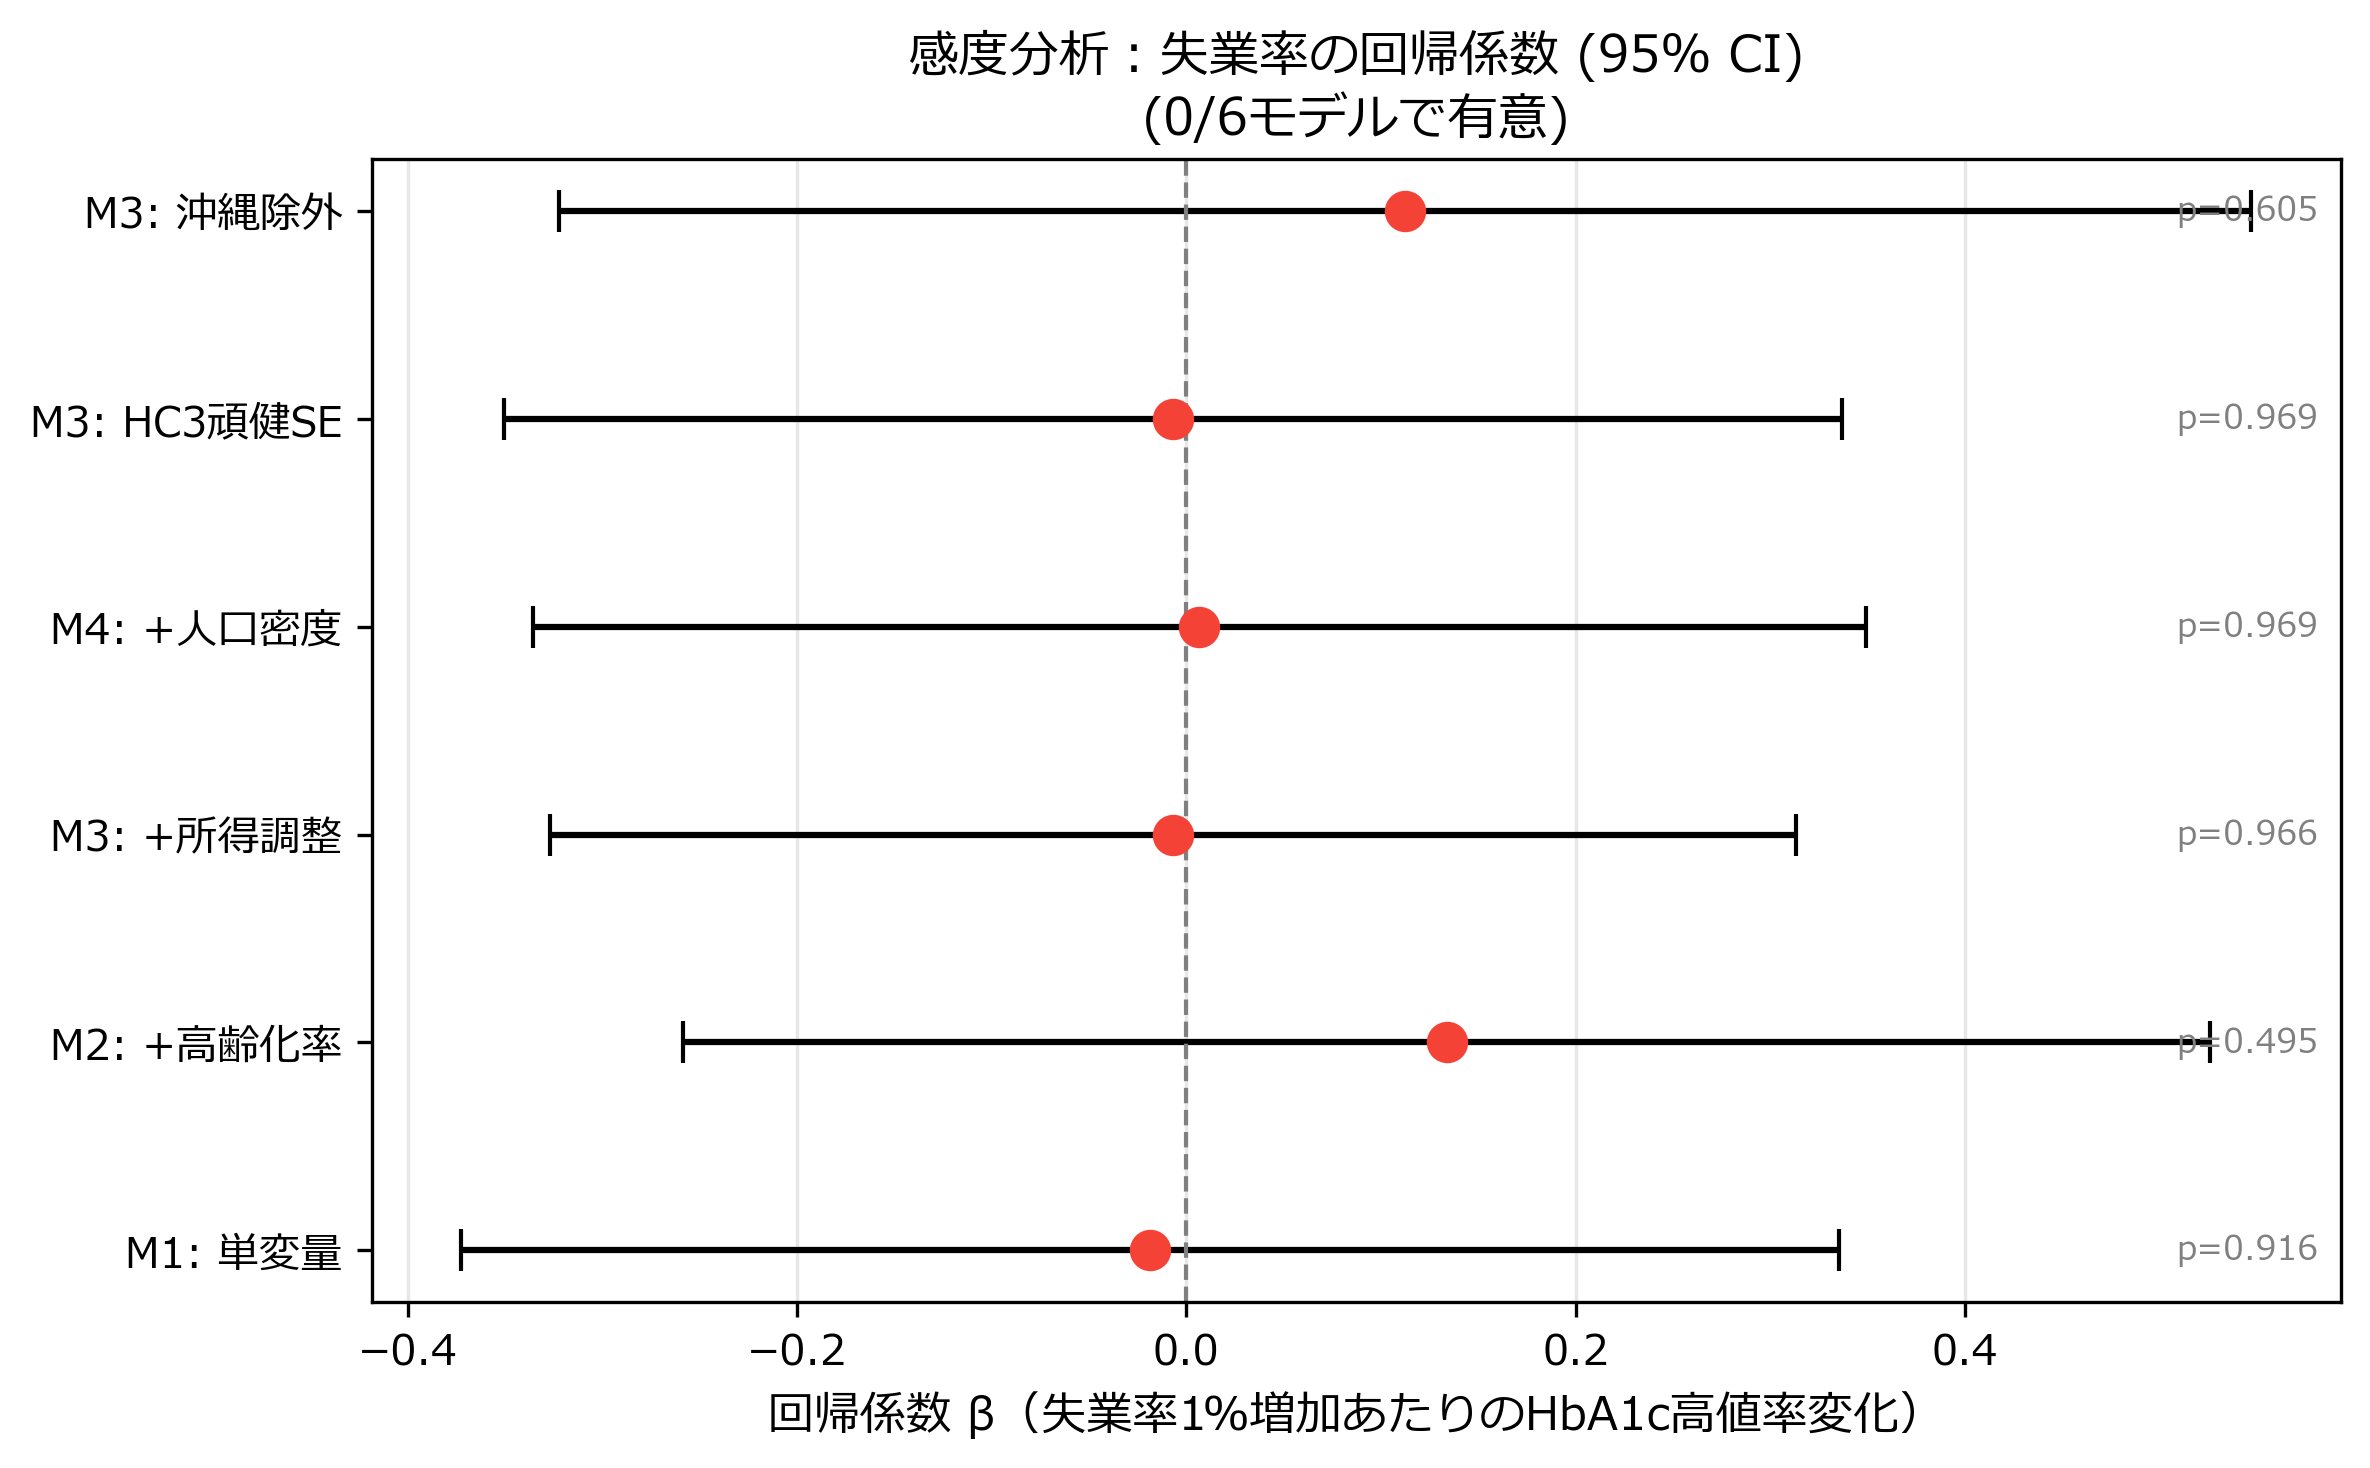 感度分析：失業率の回帰係数 (95% CI)
(0/6モデルで有意)
M3: 沖縄除外
p=0.605
M3: HC3頑健SE
p=0.969
M4: +人口密度
p=0.969
M3: +所得調整
p=0.966
M2: +高齢化率
p=0.495
M1: 単変量
p=0.916
−0.4
−0.2
0.0
0.2
0.4
回帰係数 β（失業率1%増加あたりのHbA1c高値率変化）